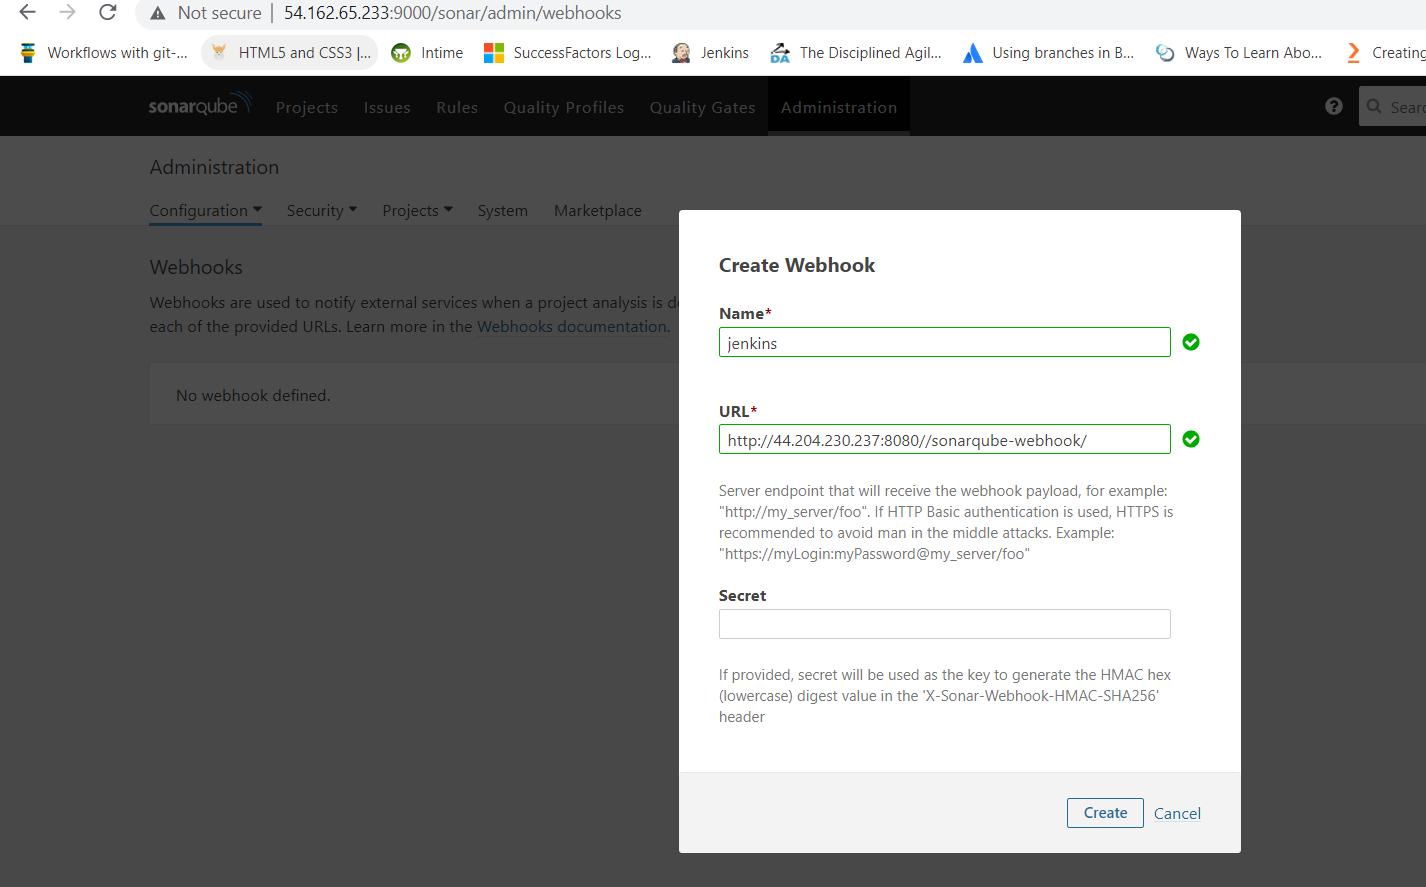 Not secure | 54.162.65.233:9000/sonar/admin/webhooks
Workflows with git-... HTML5 and CSS3 |... Intime SuccessFactors Log... Jenkins The Disciplined Agil... Using branches in B... Ways To Learn Abo... Creating
sonarqube Projects Issues Rules Quality Profiles Quality Gates Administration ? Sear
Administration
Configuration Security Projects System Marketplace
Webhooks
Webhooks are used to notify external services when a project analysis is d
each of the provided URLs. Learn more in the Webhooks documentation.
No webhook defined.
Create Webhook
Name*
jenkins
URL*
http://44.204.230.237:8080//sonarqube-webhook/
Server endpoint that will receive the webhook payload, for example:
"http://my_server/foo". If HTTP Basic authentication is used, HTTPS is
recommended to avoid man in the middle attacks. Example:
"https://myLogin:myPassword@my_server/foo"
Secret
If provided, secret will be used as the key to generate the HMAC hex
(lowercase) digest value in the 'X-Sonar-Webhook-HMAC-SHA256'
header
Create Cancel